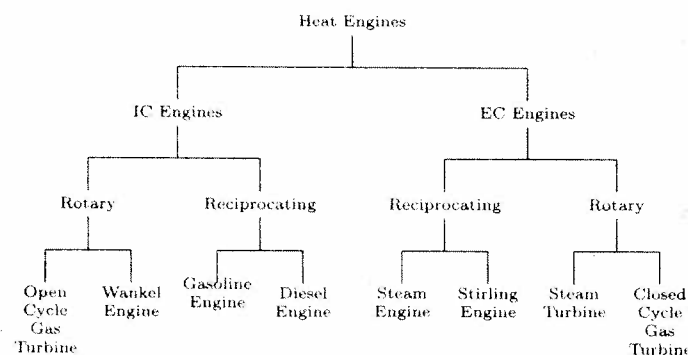 Heat Engines
IC Engines
EC Engines
Rotary
Reciprocating
Reciprocating
Rotary
Open
Cycle
Gas
Turbine
Wankel
Engine
Gasoline
Engine
Diesel
Engine
Steam
Engine
Stirling
Engine
Steam
Turbine
Closed
Cycle
Gas
Turbine